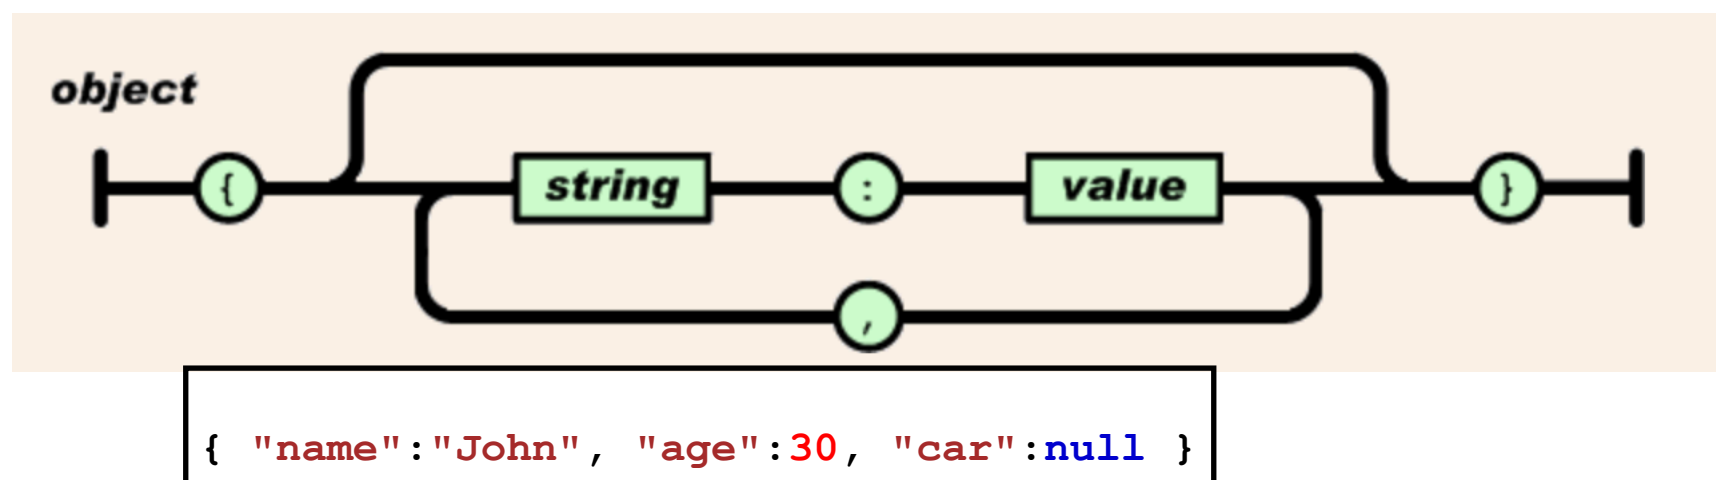 object
{ string : value }
,
{ "name":"John", "age":30, "car":null }